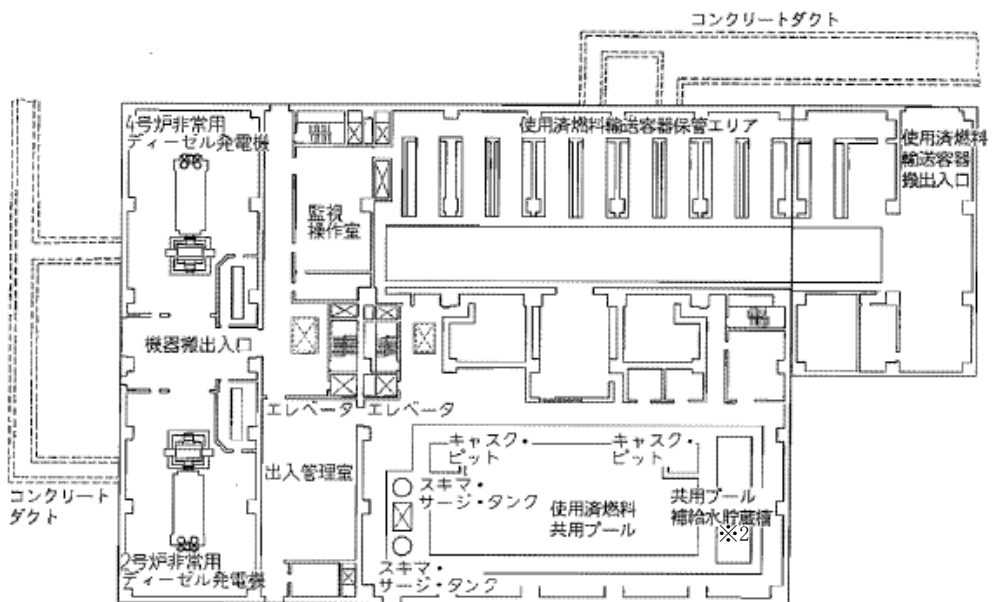 コンクリートダクト
4号炉非常用
ディーゼル発電機
使用済燃料輸送容器保管エリア
使用済燃料
輸送容器
搬出入口
監視
操作室
機器搬出入口
エレベータ
エレベータ
キャスク・
ピット
キャスク・
ピット
出入管理室
スキマ・
サージ・タンク
使用済燃料
共用プール
共用プール
補給水貯蔵槽
※2
コンクリート
ダクト
2号炉非常用
ディーゼル発電機
スキマ・
サージ・タンク